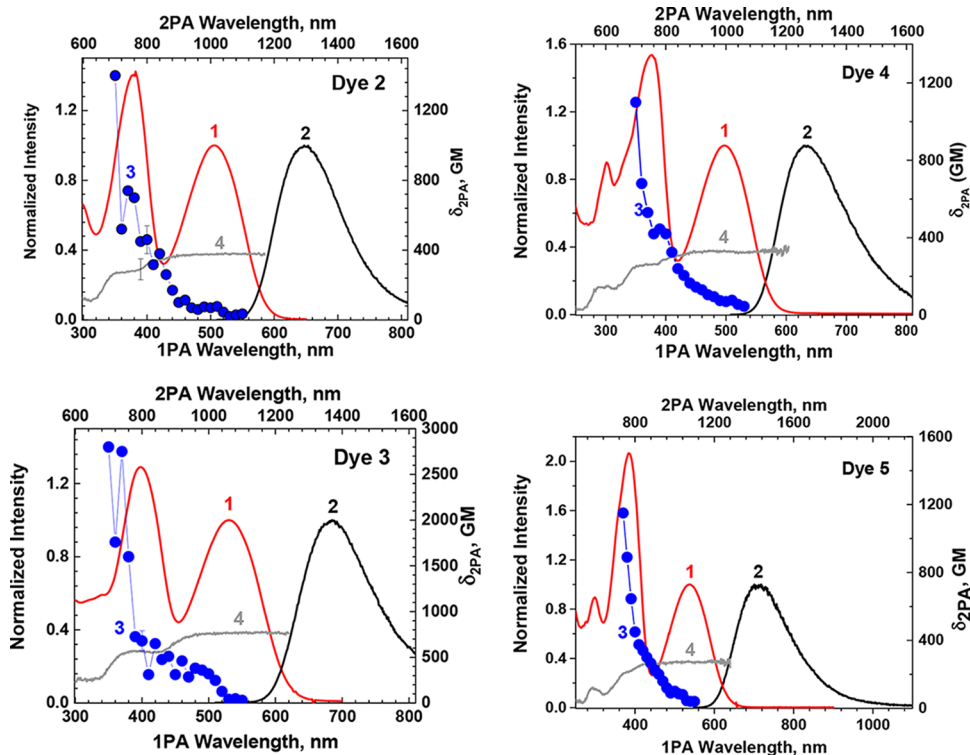 2PA Wavelength, nm
600 800 1000 1200 1400 1600
Dye 2
Normalized Intensity
1.2
0.8
0.4
0.0
1
2
3
4
1200
800
400
0
δ2PA, GM
300 400 500 600 700 800
1PA Wavelength, nm
2PA Wavelength, nm
600 800 1000 1200 1400 1600
Dye 4
Normalized Intensity
1.6
1.2
0.8
0.4
0.0
1
2
3
4
1200
800
400
0
δ2PA (GM)
300 400 500 600 700 800
1PA Wavelength, nm
2PA Wavelength, nm
600 800 1000 1200 1400 1600
Dye 3
Normalized Intensity
1.2
0.8
0.4
0.0
1
2
3
4
3000
2500
2000
1500
1000
500
0
δ2PA, GM
300 400 500 600 700 800
1PA Wavelength, nm
2PA Wavelength, nm
800 1200 1600 2000
Dye 5
Normalized Intensity
2.0
1.6
1.2
0.8
0.4
0.0
1
2
3
4
1600
1200
800
400
0
δ2PA, GM
400 600 800 1000
1PA Wavelength, nm